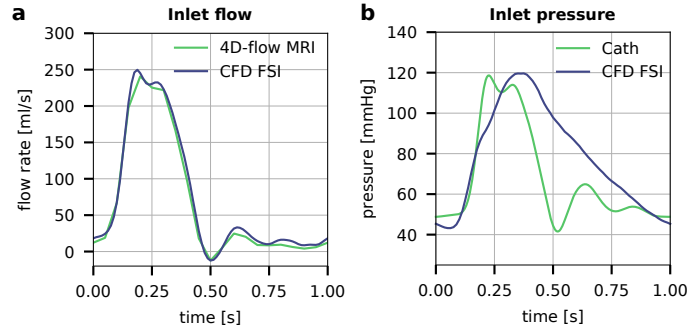 a
Inlet flow
4D-flow MRI
CFD FSI
flow rate [ml/s]
300
250
200
150
100
50
0
0.00
0.25
0.50
0.75
1.00
time [s]
b
Inlet pressure
Cath
CFD FSI
pressure [mmHg]
140
120
100
80
60
40
0.00
0.25
0.50
0.75
1.00
time [s]